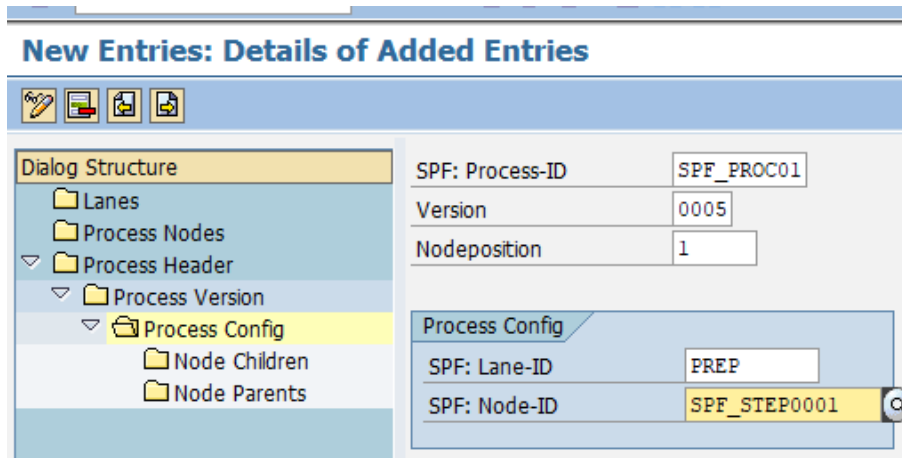 New Entries: Details of Added Entries
Dialog Structure
Lanes
Process Nodes
Process Header
Process Version
Process Config
Node Children
Node Parents
SPF: Process-ID SPF_PROC01
Version 0005
Nodeposition 1
Process Config
SPF: Lane-ID PREP
SPF: Node-ID SPF_STEP0001